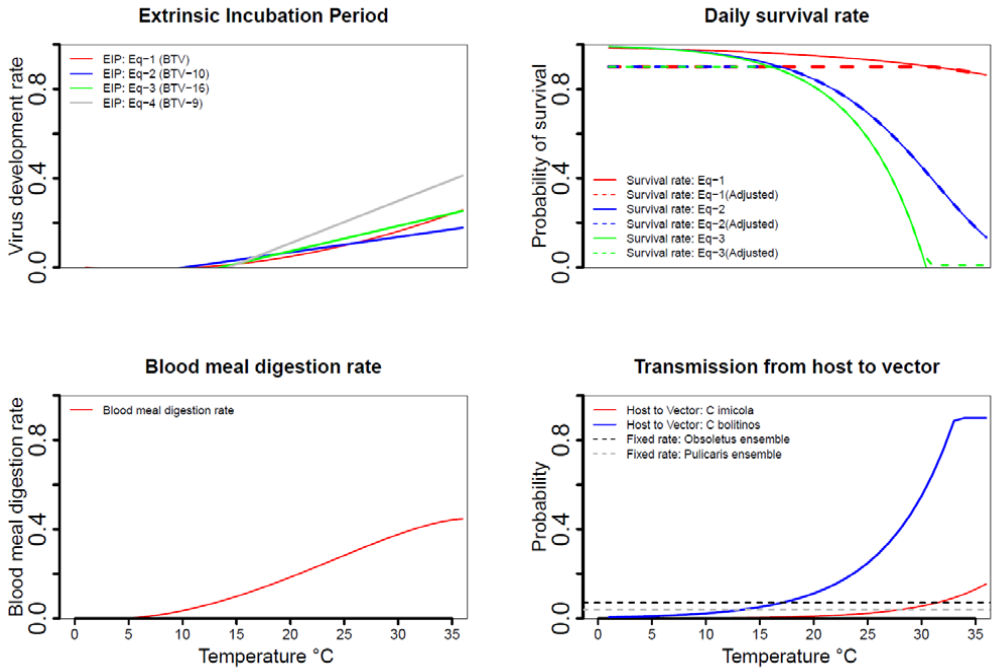 Extrinsic Incubation Period
Virus development rate
0.0 0.4 0.8
EIP: Eq−1 (BTV)
EIP: Eq−2 (BTV−10)
EIP: Eq−3 (BTV−16)
EIP: Eq−4 (BTV−9)
Daily survival rate
Probability of survival
0.0 0.4 0.8
Survival rate: Eq−1
Survival rate: Eq−1(Adjusted)
Survival rate: Eq−2
Survival rate: Eq−2(Adjusted)
Survival rate: Eq−3
Survival rate: Eq−3(Adjusted)
Blood meal digestion rate
Blood meal digestion rate
0.0 0.4 0.8
Blood meal digestion rate
0 5 10 15 20 25 30 35
Temperature °C
Transmission from host to vector
Probability
0.0 0.4 0.8
Host to Vector: C imicola
Host to Vector: C bolitinos
Fixed rate: Obsoletus ensemble
Fixed rate: Pulicaris ensemble
0 5 10 15 20 25 30 35
Temperature °C